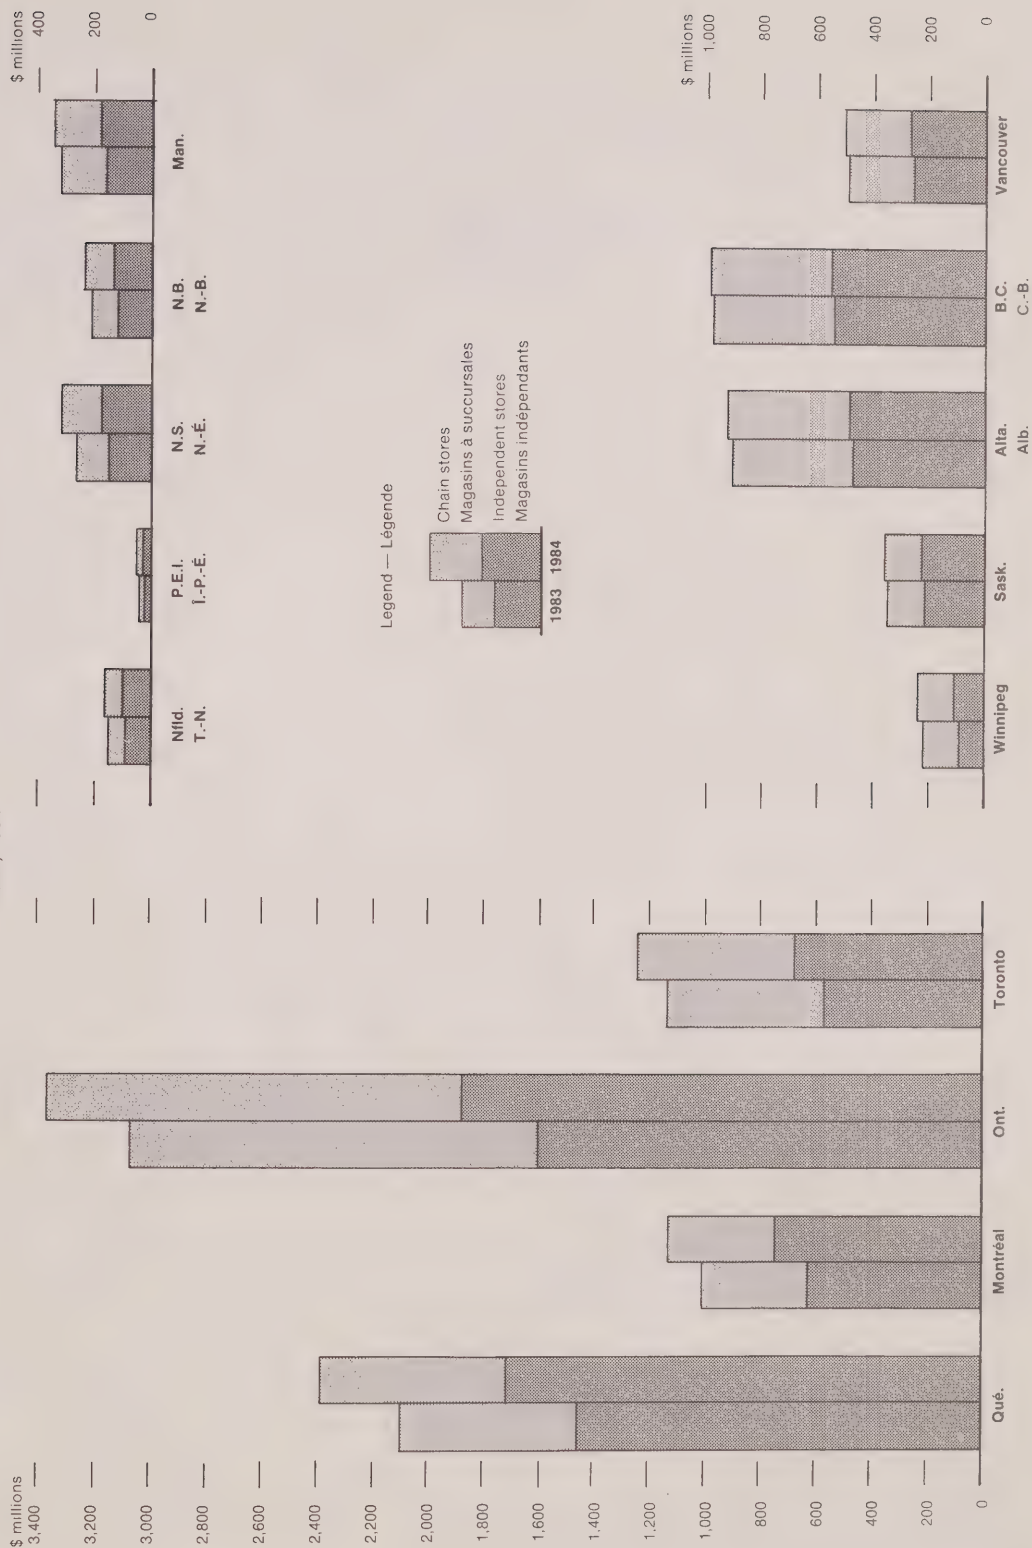 $ millions
3,400
3,200
3,000
2,800
2,600
2,400
2,200
2,000
1,800
1,600
1,400
1,200
1,000
800
600
400
200
0
Qué.
Montréal
Ont.
Toronto
Nfld.
T.-N.
P.E.I.
Î.-P.-É.
N.S.
N.-É.
N.B.
N.-B.
Man.
$ millions
400
200
0
Legend — Légende
Chain stores
Magasins à succursales
Independent stores
Magasins indépendants
1983 1984
$ millions
1,000
800
600
400
200
0
Winnipeg
Sask.
Alta.
Alb.
B.C.
C.-B.
Vancouver